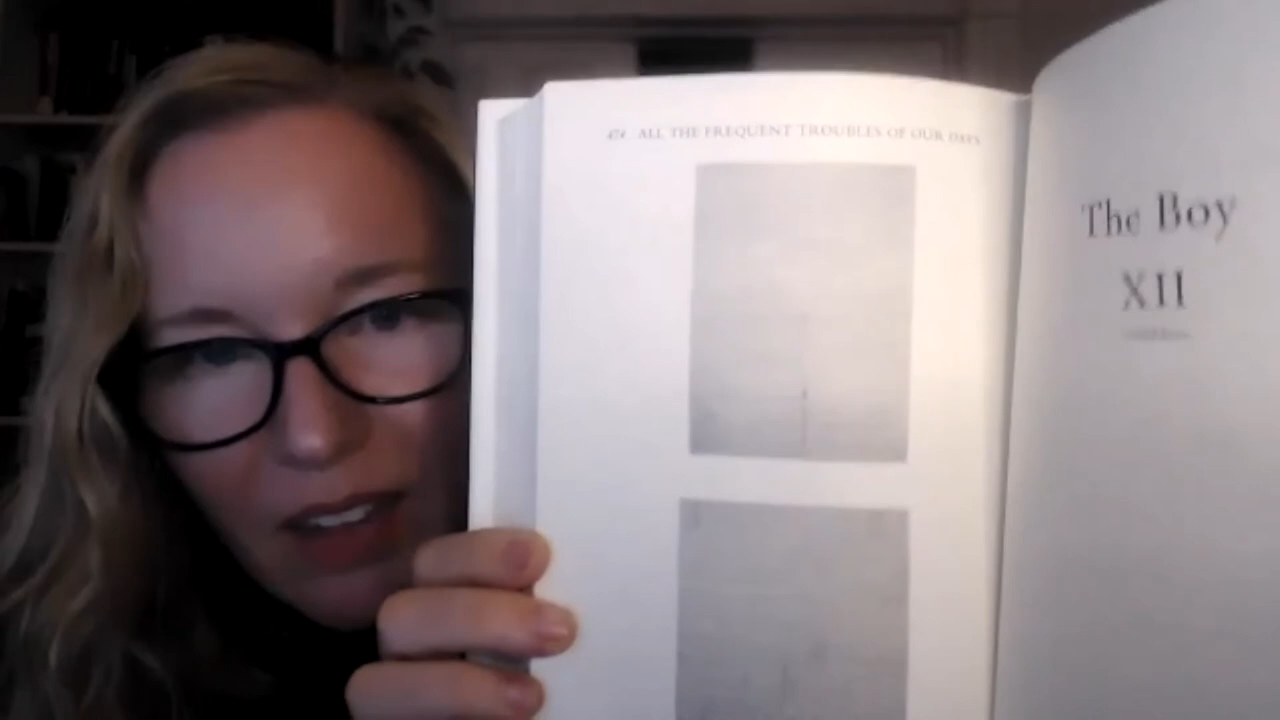 474 ALL THE FREQUENT TROUBLES OF OUR DAYS
The Boy
XII